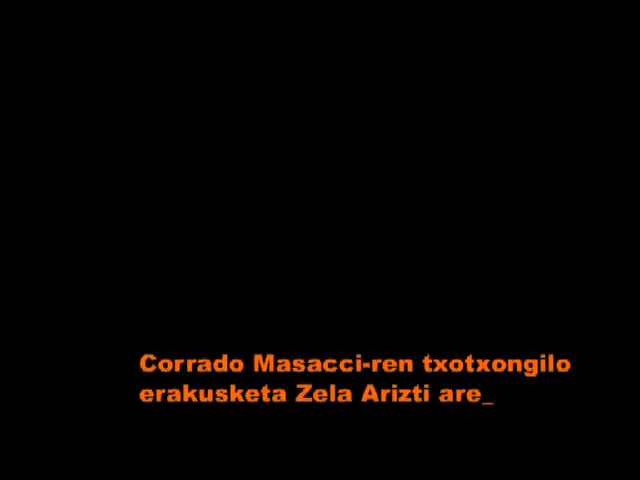 Corrado Masacci-ren txotxongilo
erakusketa Zela Arizti are_